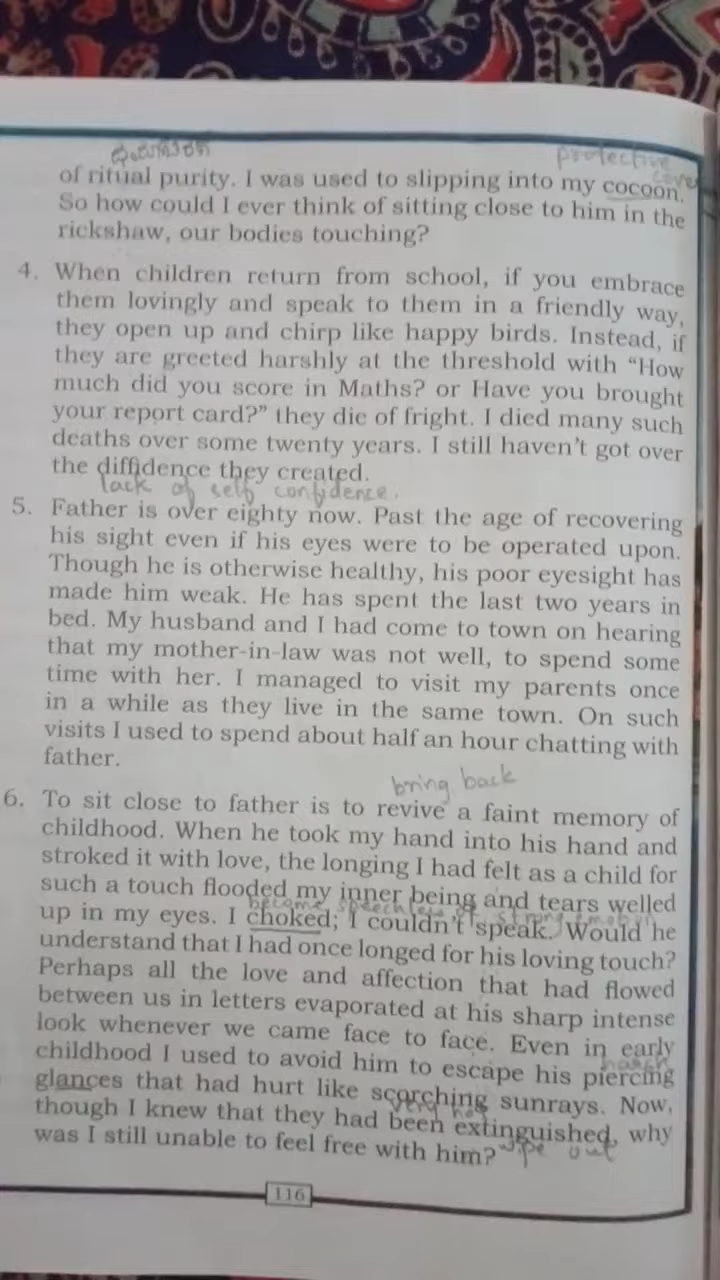 protective
cover
of ritual purity. I was used to slipping into my cocoon.
So how could I ever think of sitting close to him in the
rickshaw, our bodies touching?
4. When children return from school, if you embrace
them lovingly and speak to them in a friendly way,
they open up and chirp like happy birds. Instead, if
they are greeted harshly at the threshold with “How
much did you score in Maths? or Have you brought
your report card?” they die of fright. I died many such
deaths over some twenty years. I still haven’t got over
the diffidence they created.
lack of self confidence.
5. Father is over eighty now. Past the age of recovering
his sight even if his eyes were to be operated upon.
Though he is otherwise healthy, his poor eyesight has
made him weak. He has spent the last two years in
bed. My husband and I had come to town on hearing
that my mother-in-law was not well, to spend some
time with her. I managed to visit my parents once
in a while as they live in the same town. On such
visits I used to spend about half an hour chatting with
father.
bring back
6. To sit close to father is to revive a faint memory of
childhood. When he took my hand into his hand and
stroked it with love, the longing I had felt as a child for
such a touch flooded my inner being and tears welled
become speechless of strong emotion
up in my eyes. I choked; I couldn’t speak. Would he
understand that I had once longed for his loving touch?
Perhaps all the love and affection that had flowed
between us in letters evaporated at his sharp intense
look whenever we came face to face. Even in early
childhood I used to avoid him to escape his piercing
harsh
glances that had hurt like scorching sunrays. Now,
very hot
though I knew that they had been extinguished, why
was I still unable to feel free with him?
wipe out
116